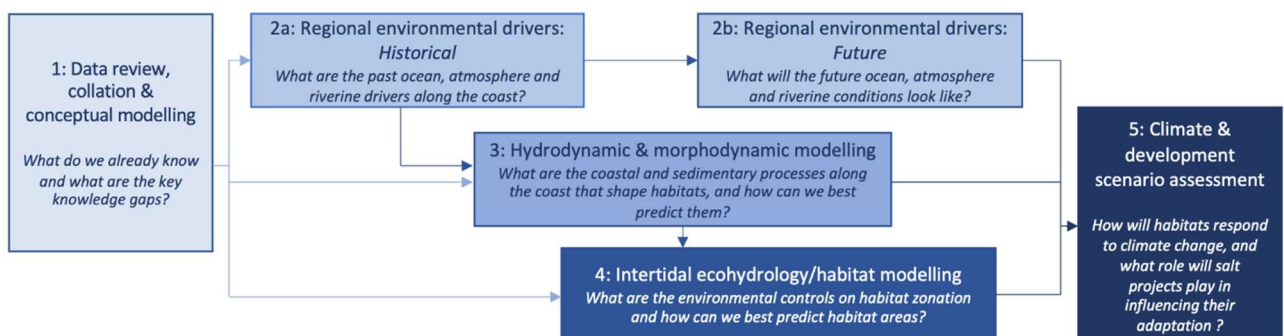 1: Data review,
collation &
conceptual modelling
What do we already know
and what are the key
knowledge gaps?
2a: Regional environmental drivers:
Historical
What are the past ocean, atmosphere and
riverine drivers along the coast?
2b: Regional environmental drivers:
Future
What will the future ocean, atmosphere
and riverine conditions look like?
3: Hydrodynamic & morphodynamic modelling
What are the coastal and sedimentary processes along
the coast that shape habitats, and how can we best
predict them?
4: Intertidal ecohydrology/habitat modelling
What are the environmental controls on habitat zonation
and how can we best predict habitat areas?
5: Climate &
development
scenario assessment
How will habitats respond
to climate change, and
what role will salt
projects play in
influencing their
adaptation ?